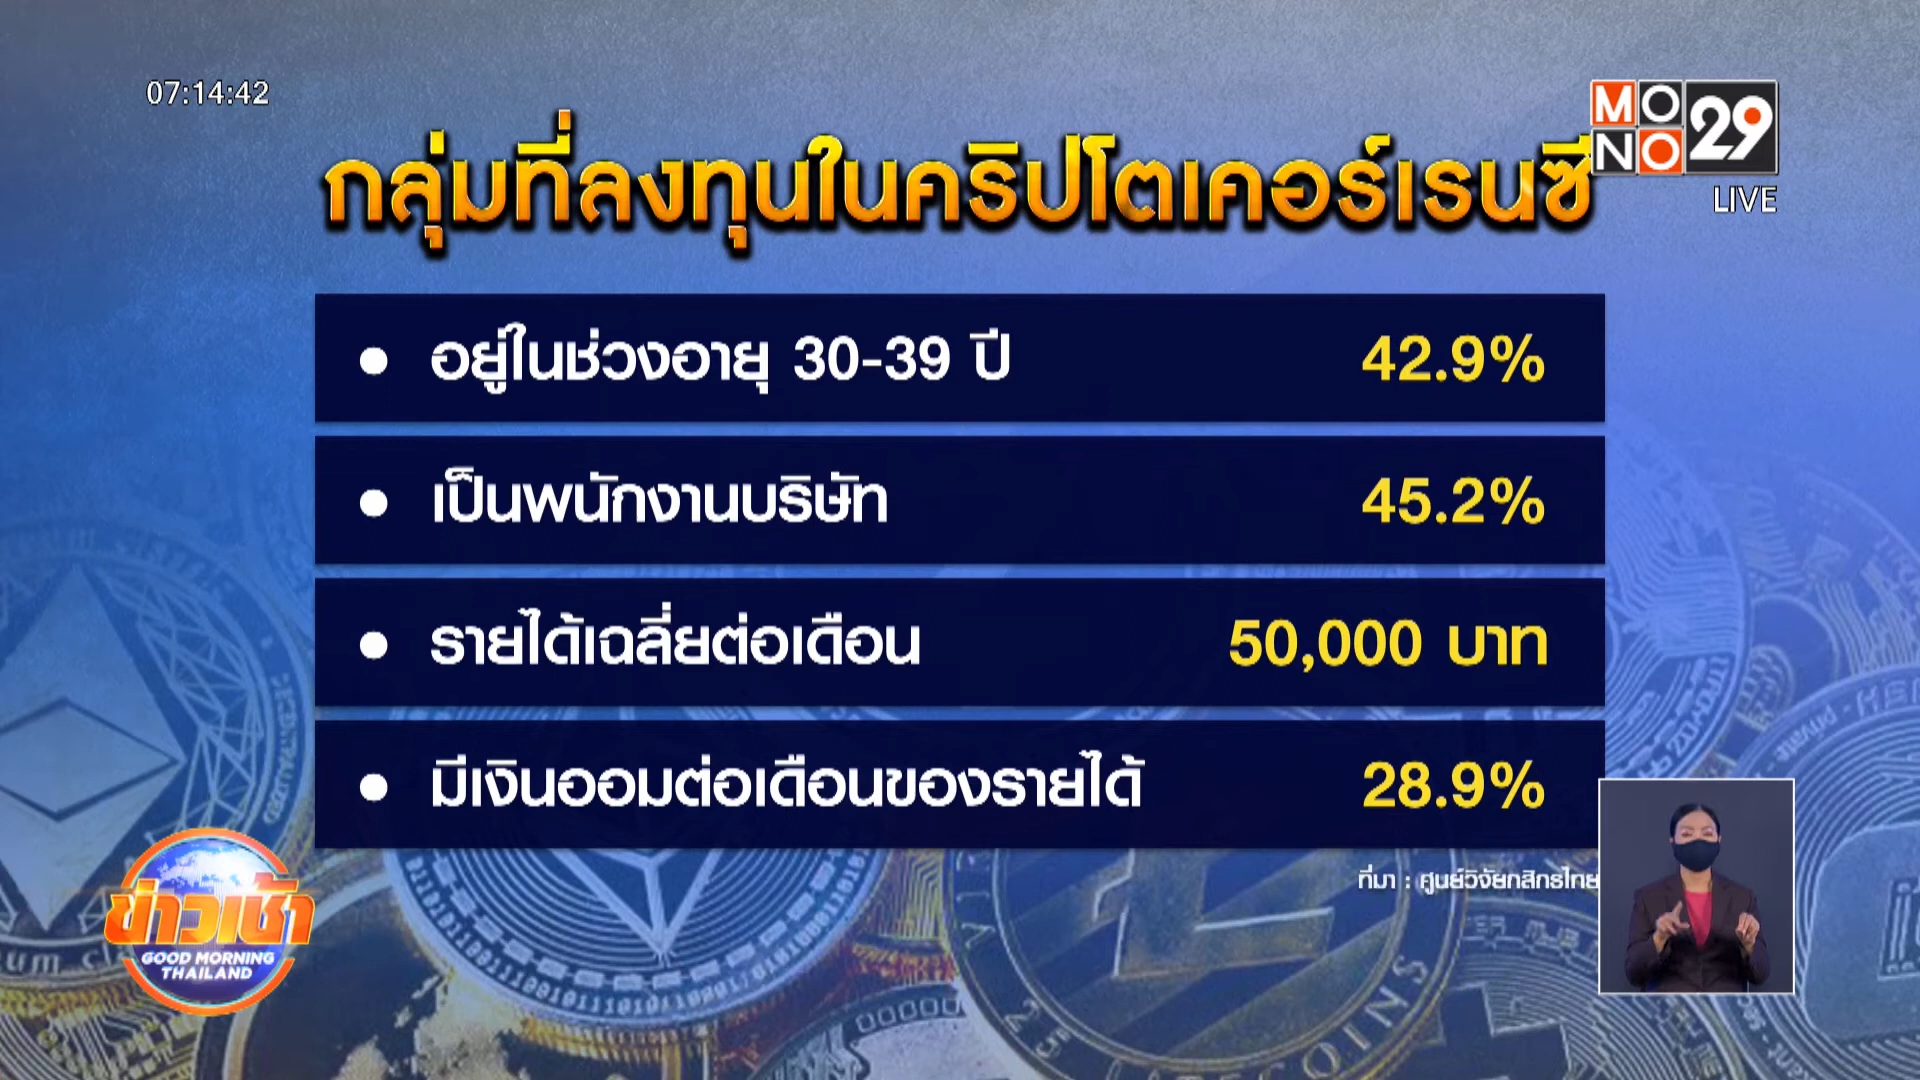 07:14:42
MONO 29
LIVE
กลุ่มที่ลงทุนในคริปโตเคอร์เรนซี
• อยู่ในช่วงอายุ 30-39 ปี 42.9%
• เป็นพนักงานบริษัท 45.2%
• รายได้เฉลี่ยต่อเดือน 50,000 บาท
• มีเงินออมต่อเดือนของรายได้ 28.9%
ที่มา : ศูนย์วิจัยกสิกรไทย
ข่าวเช้า
GOOD MORNING
THAILAND
25
COINS